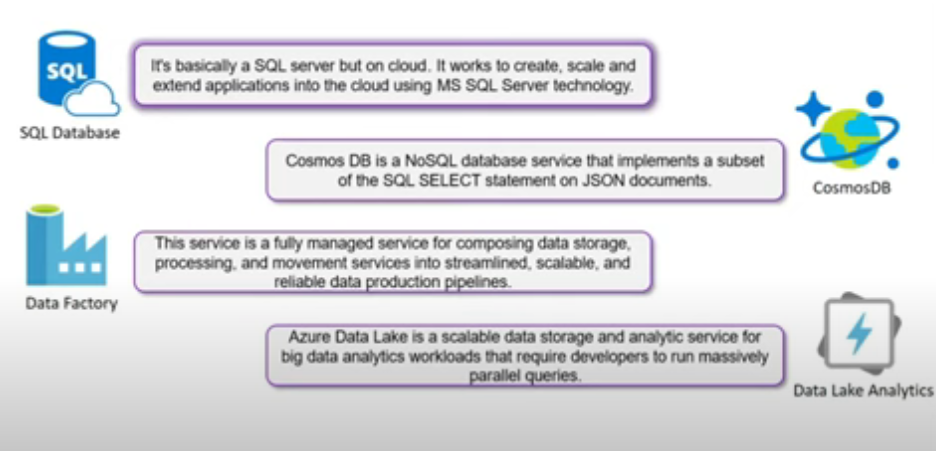 SQL
SQL Database
It's basically a SQL server but on cloud. It works to create, scale and
extend applications into the cloud using MS SQL Server technology.
Cosmos DB is a NoSQL database service that implements a subset
of the SQL SELECT statement on JSON documents.
CosmosDB
This service is a fully managed service for composing data storage,
processing, and movement services into streamlined, scalable, and
reliable data production pipelines.
Data Factory
Azure Data Lake is a scalable data storage and analytic service for
big data analytics workloads that require developers to run massively
parallel queries.
Data Lake Analytics